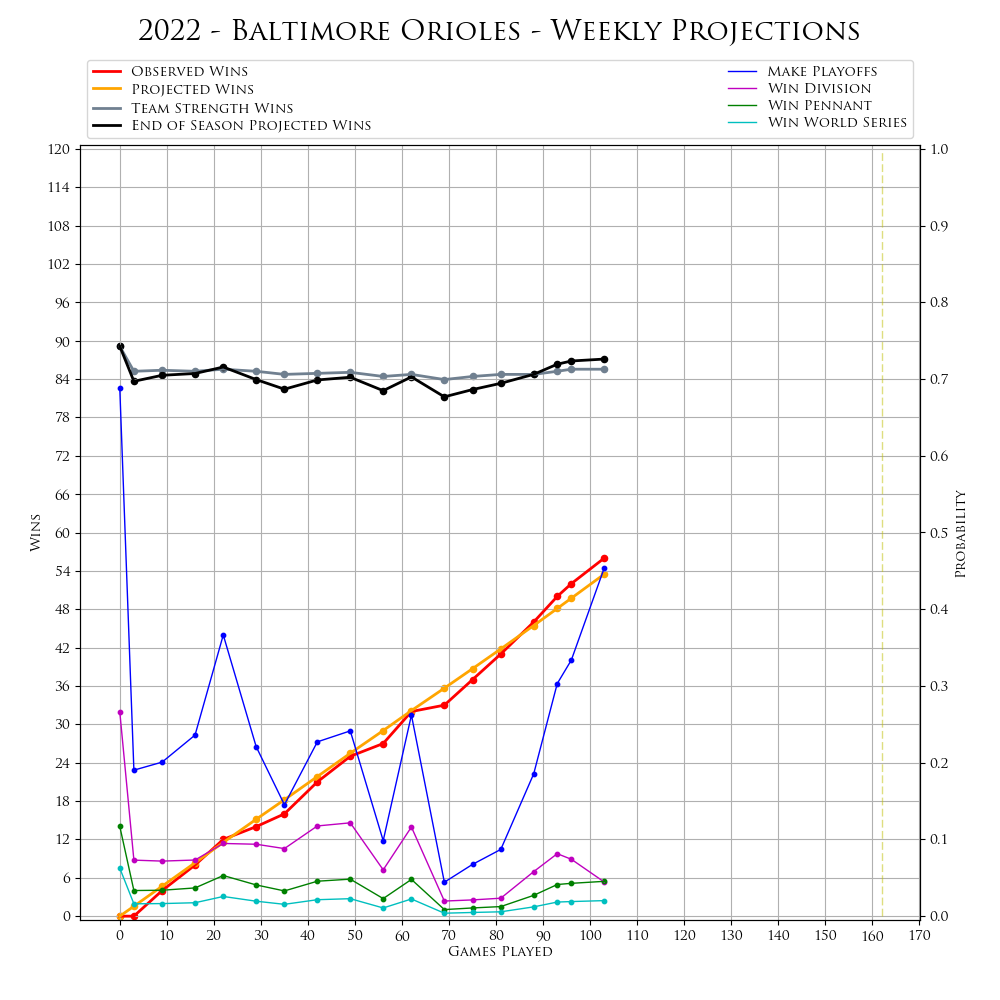 2022 - Baltimore Orioles - Weekly Projections
Observed Wins
Projected Wins
Team Strength Wins
End of Season Projected Wins
Make Playoffs
Win Division
Win Pennant
Win World Series
120
114
108
102
96
90
84
78
72
66
60
54
48
42
36
30
24
18
12
6
0
Wins
1.0
0.9
0.8
0.7
0.6
0.5
0.4
0.3
0.2
0.1
0.0
Probability
0 10 20 30 40 50 60 70 80 90 100 110 120 130 140 150 160 170
Games Played